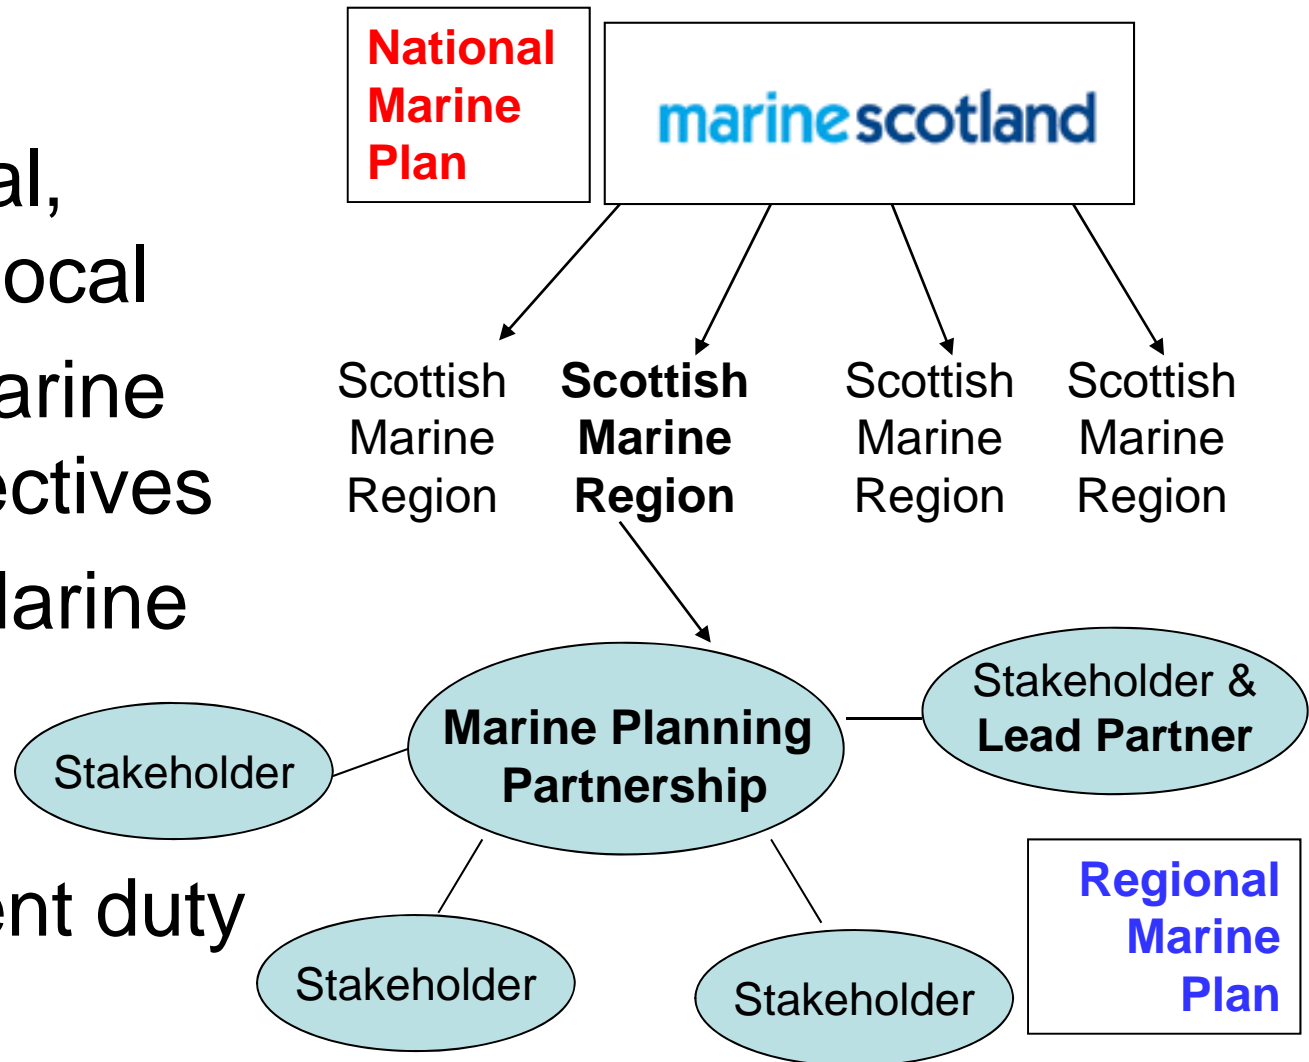 National
Marine
Plan
marinescotland
al,
ocal
arine
ectives
larine
ent duty
Scottish
Marine
Region
Scottish
Marine
Region
Scottish
Marine
Region
Scottish
Marine
Region
Marine Planning
Partnership
Stakeholder &
Lead Partner
Stakeholder
Stakeholder
Stakeholder
Regional
Marine
Plan